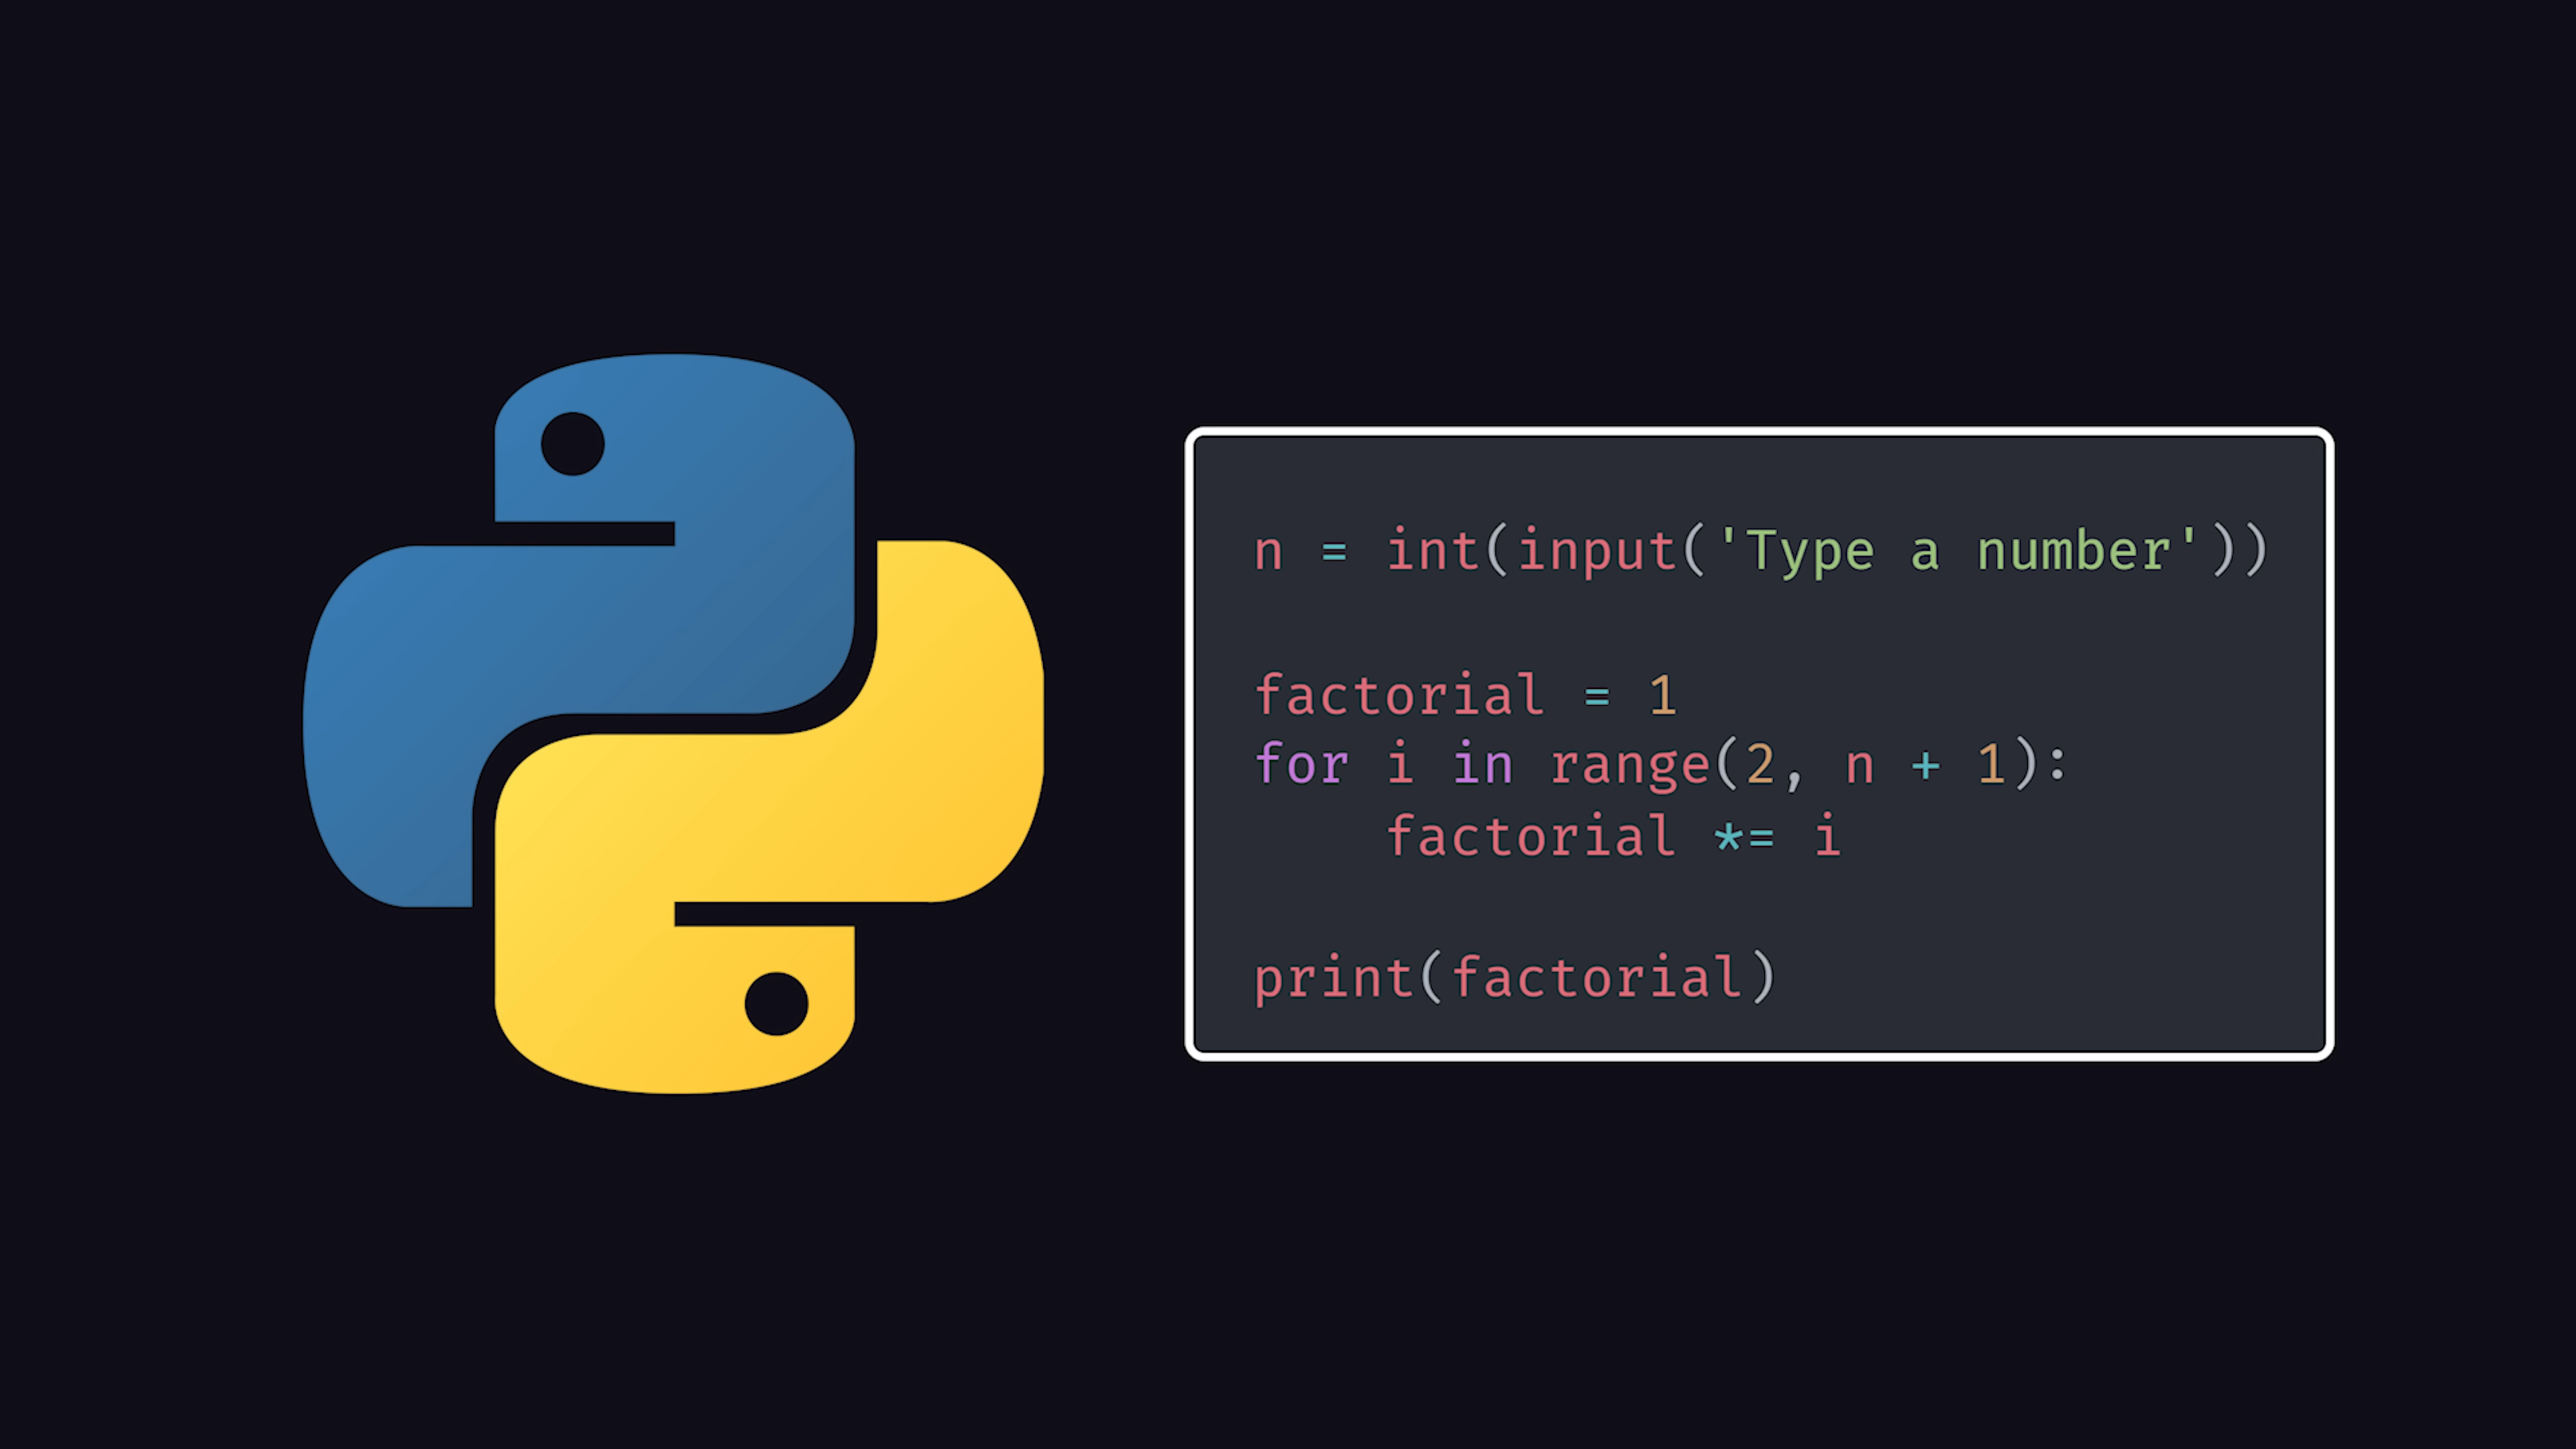 n = int(input('Type a number'))
factorial = 1
for i in range(2, n + 1):
    factorial *= i
print(factorial)